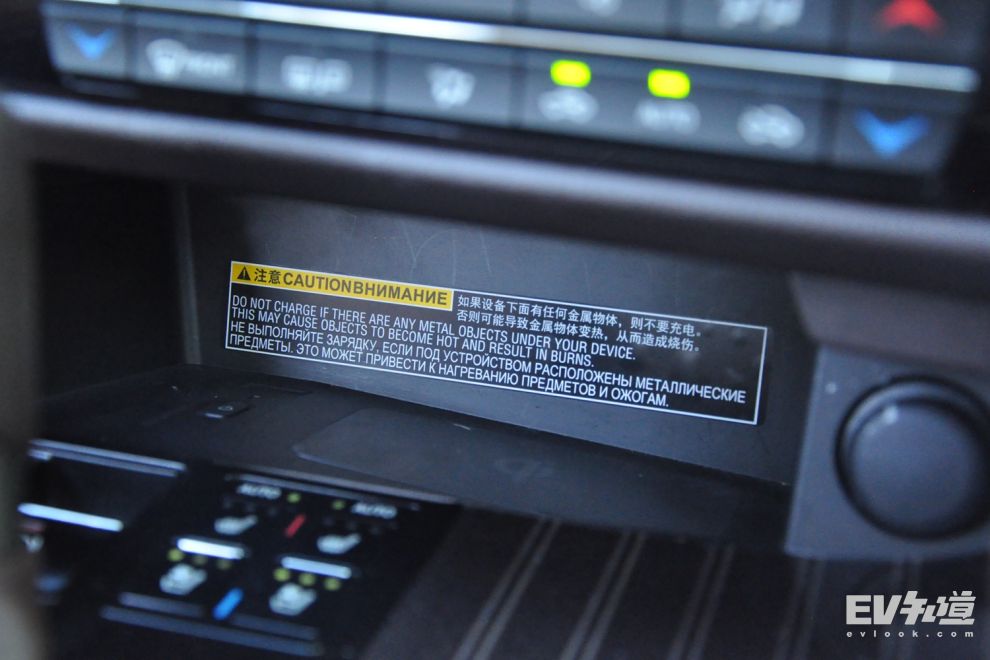 AUTO
注意CAUTIONВНИМАНИЕ
如果设备下面有任何金属物体，则不要充电。
否则可能导致金属物体变热，从而造成烧伤。
DO NOT CHARGE IF THERE ARE ANY METAL OBJECTS UNDER YOUR DEVICE.
THIS MAY CAUSE OBJECTS TO BECOME HOT AND RESULT IN BURNS.
НЕ ВЫПОЛНЯЙТЕ ЗАРЯДКУ, ЕСЛИ ПОД УСТРОЙСТВОМ РАСПОЛОЖЕНЫ МЕТАЛЛИЧЕСКИЕ
ПРЕДМЕТЫ. ЭТО МОЖЕТ ПРИВЕСТИ К НАГРЕВАНИЮ ПРЕДМЕТОВ И ОЖОГАМ.
AUTO
AUTO
EV知道
evlook.com